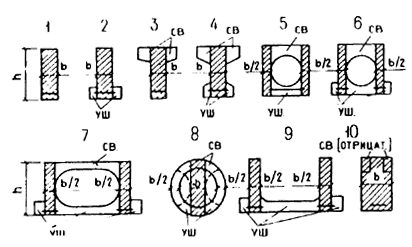 1 2 3 4 5 6
СВ СВ СВ СВ
h b b b b b/2 b/2 b/2
УШ УШ УШ УШ.
7 8 9 10
СВ СВ СВ (ОТРИЦАТ.)
h b/2 b/2 b/2 b b/2 b/2 b/2 b
УШ УШ УШ